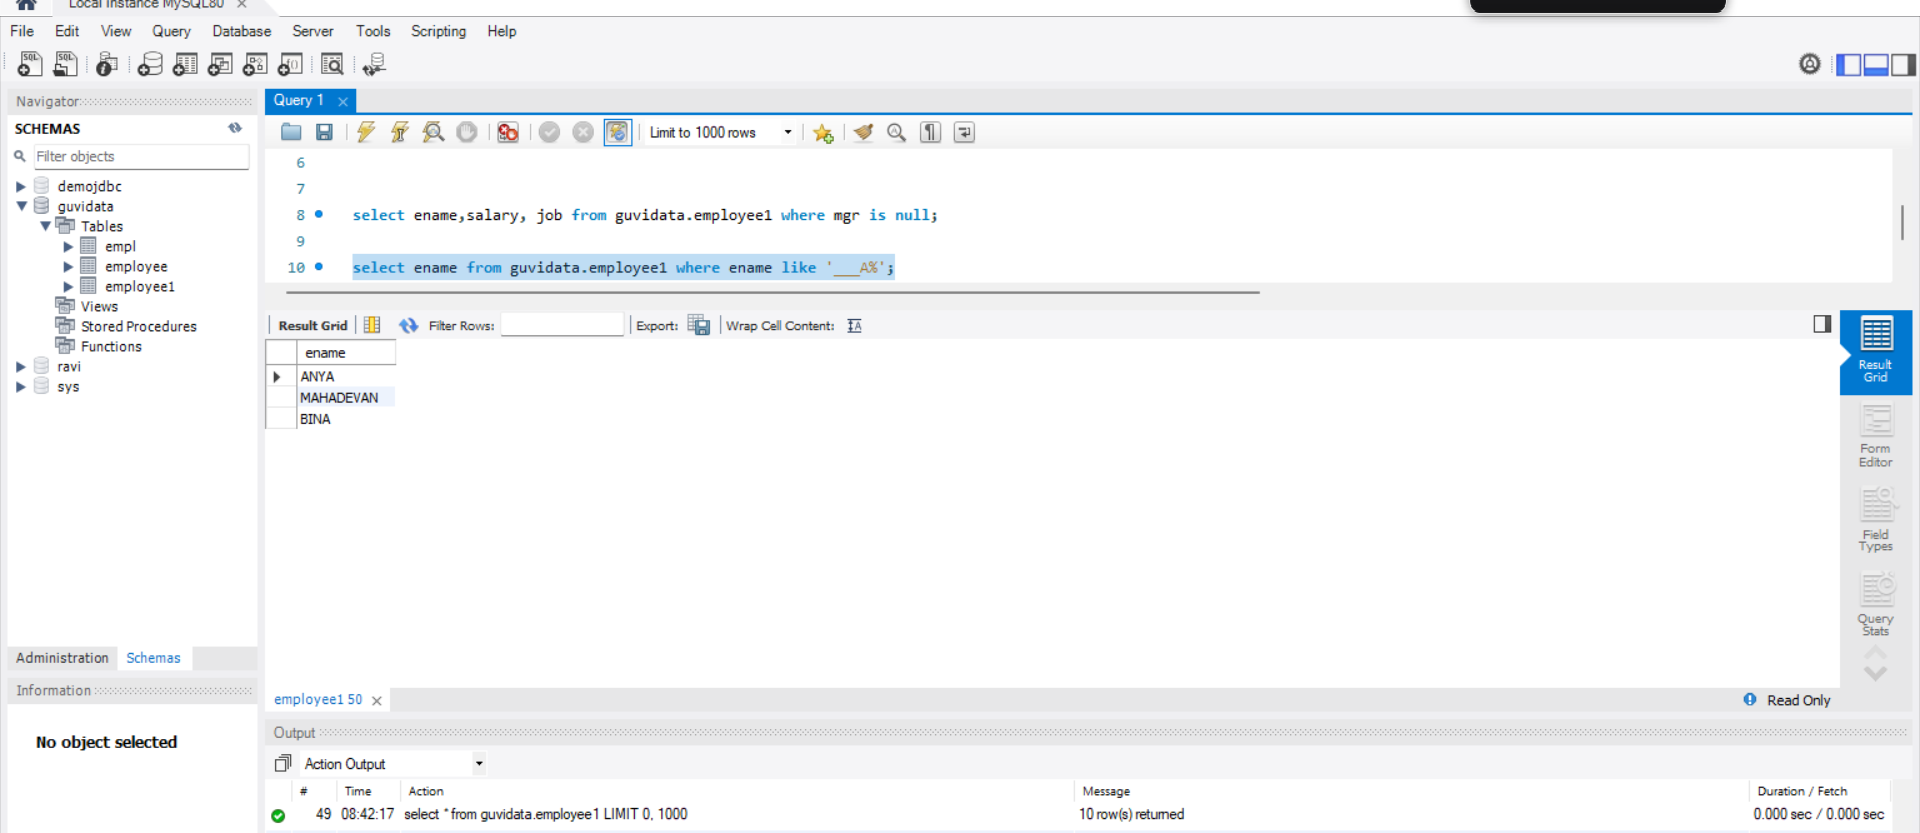 Local Instance MySQL80 ×
File Edit View Query Database Server Tools Scripting Help
Navigator
SCHEMAS
Filter objects
demojdbc
guvidata
Tables
empl
employee
employee1
Views
Stored Procedures
Functions
ravi
sys
Administration Schemas
Information
No object selected
Query 1 ×
Limit to 1000 rows
6
7
8 select ename,salary, job from guvidata.employee1 where mgr is null;
9
10 select ename from guvidata.employee1 where ename like '___A%';
Result Grid Filter Rows: Export: Wrap Cell Content:
ename
ANYA
MAHADEVAN
BINA
Result
Grid
Form
Editor
Field
Types
Query
Stats
employee1 50 × Read Only
Output
Action Output
# Time Action Message Duration / Fetch
49 08:42:17 select * from guvidata.employee1 LIMIT 0, 1000 10 row(s) returned 0.000 sec / 0.000 sec